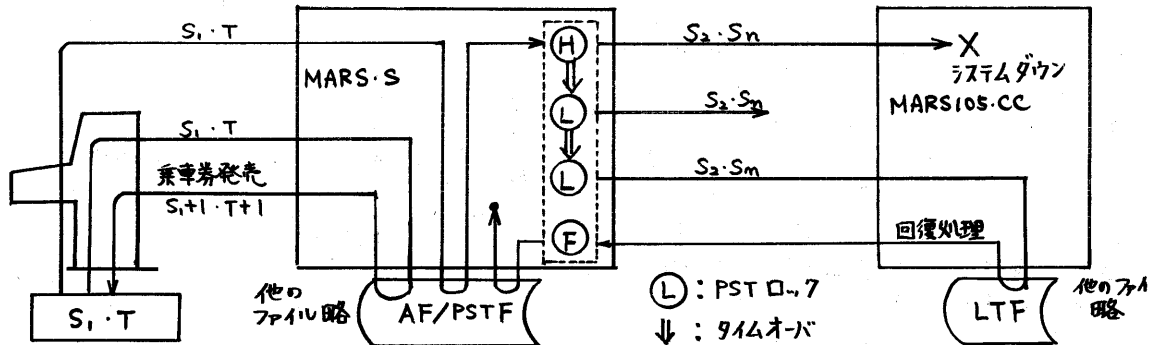 S₁・T
MARS・S
H
S₂・Sn
X
システムダウン
MARS105・CC
L
S₂・Sn
S₁・T
乗車券発売
S₁+1・T+1
L
S₂・Sn
F
回復処理
S₁・T
他の
ファイル略
AF/PSTF
L : PSTロック
⇓ : タイムオーバ
LTF
他のファイ
略